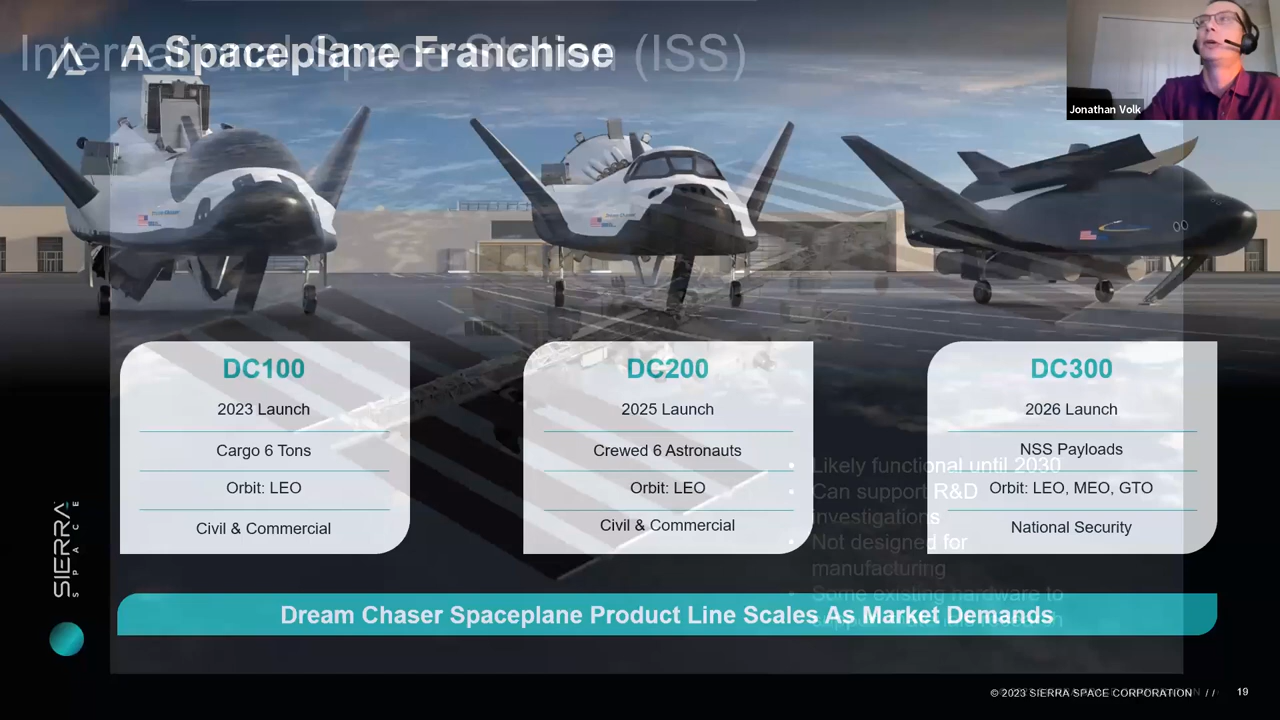 International Space Station (ISS)
A Spaceplane Franchise
Jonathan Volk
DC100
2023 Launch
Cargo 6 Tons
Orbit: LEO
Civil & Commercial
DC200
2025 Launch
Crewed 6 Astronauts
Orbit: LEO
Civil & Commercial
DC300
2026 Launch
NSS Payloads
Orbit: LEO, MEO, GTO
National Security
• Likely functional until 2030
• Can support R&D
investigations
• Not designed for
manufacturing
• Some existing hardware to
SIERRA
SPACE
Dream Chaser Spaceplane Product Line Scales As Market Demands
© 2023 SIERRA SPACE CORPORATION //
19